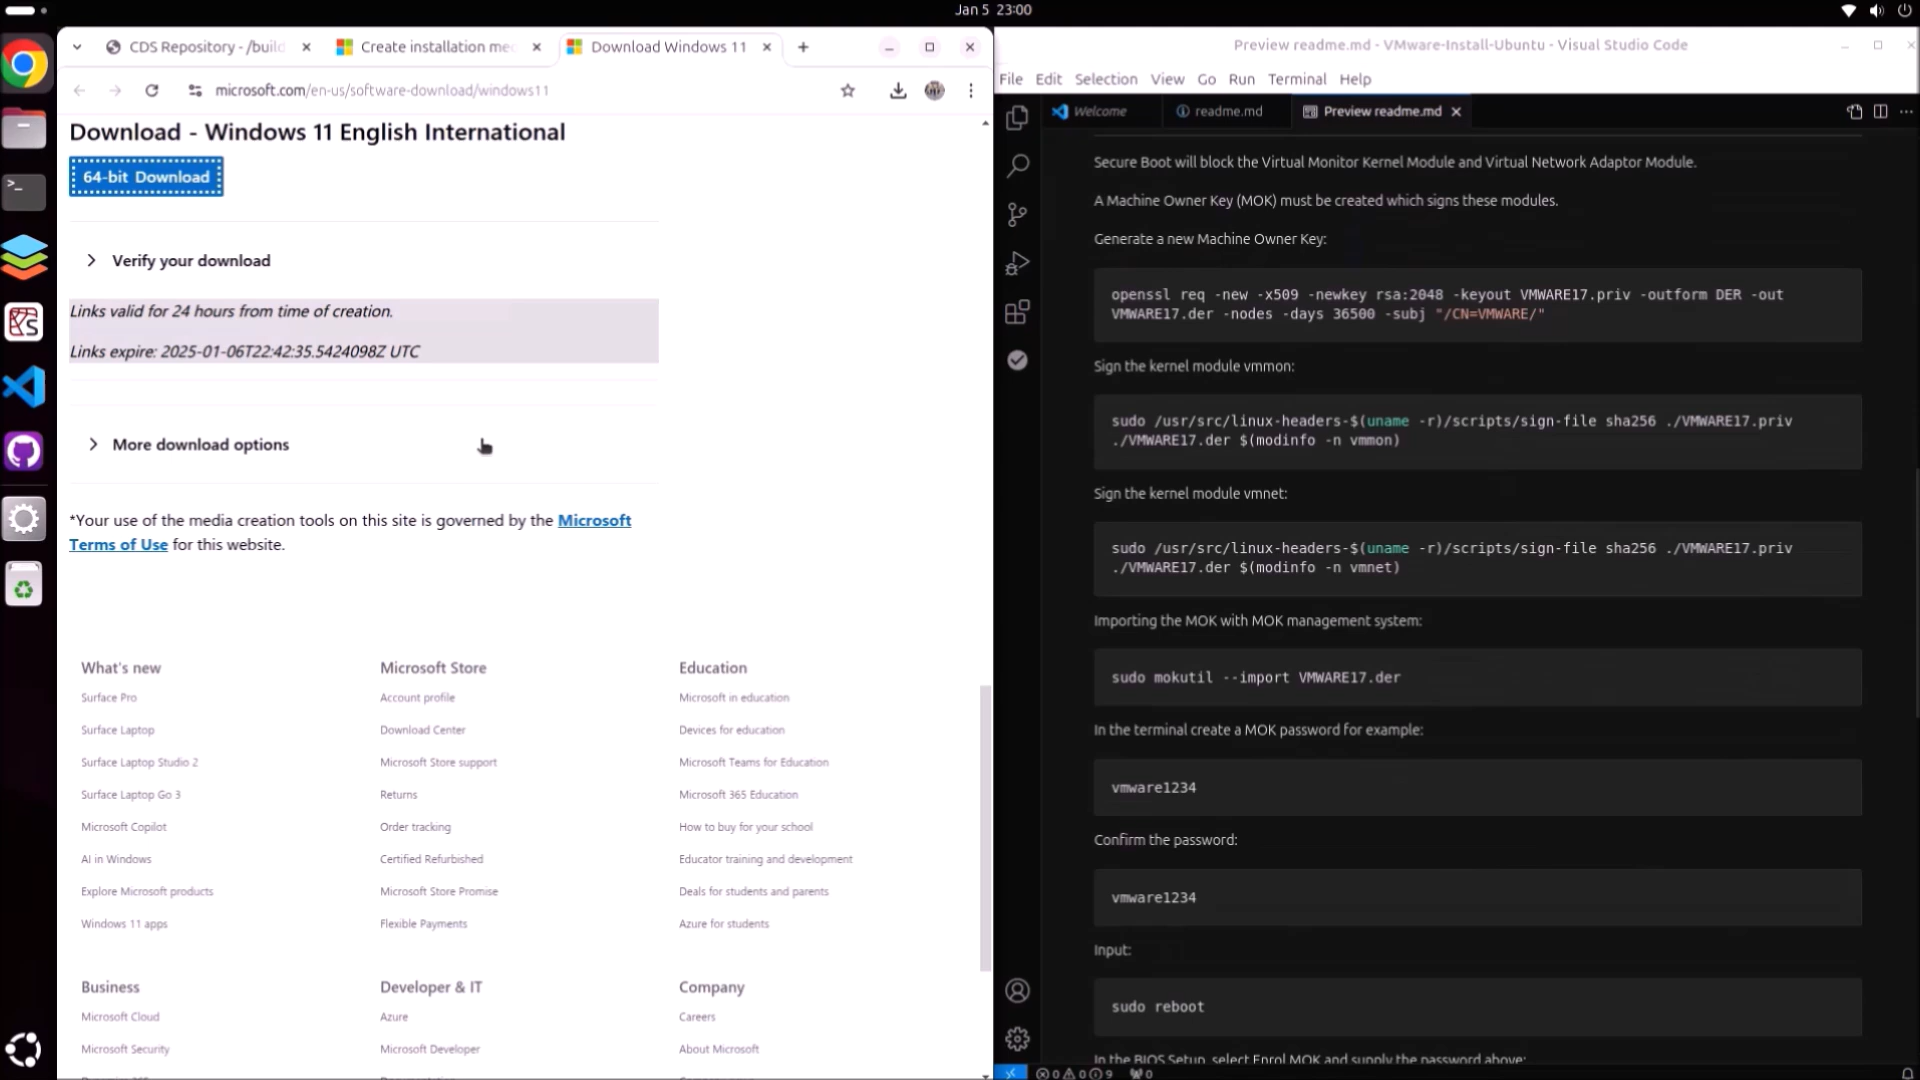 Jan 5 23:00
CDS Repository - /build
Create installation med
Download Windows 11
microsoft.com/en-us/software-download/windows11
Download - Windows 11 English International
64-bit Download
Verify your download
Links valid for 24 hours from time of creation.
Links expire: 2025-01-06T22:42:35.5424098Z UTC
More download options
*Your use of the media creation tools on this site is governed by the Microsoft
Terms of Use for this website.
What's new
Surface Pro
Surface Laptop
Surface Laptop Studio 2
Surface Laptop Go 3
Microsoft Copilot
AI in Windows
Explore Microsoft products
Windows 11 apps
Microsoft Store
Account profile
Download Center
Microsoft Store support
Returns
Order tracking
Certified Refurbished
Microsoft Store Promise
Flexible Payments
Education
Microsoft in education
Devices for education
Microsoft Teams for Education
Microsoft 365 Education
How to buy for your school
Educator training and development
Deals for students and parents
Azure for students
Business
Microsoft Cloud
Microsoft Security
Developer & IT
Azure
Microsoft Developer
Company
Careers
About Microsoft
Preview readme.md - VMware-Install-Ubuntu - Visual Studio Code
File Edit Selection View Go Run Terminal Help
Welcome
readme.md
Preview readme.md
Secure Boot will block the Virtual Monitor Kernel Module and Virtual Network Adaptor Module.
A Machine Owner Key (MOK) must be created which signs these modules.
Generate a new Machine Owner Key:
openssl req -new -x509 -newkey rsa:2048 -keyout VMWARE17.priv -outform DER -out
VMWARE17.der -nodes -days 36500 -subj "/CN=VMWARE/"
Sign the kernel module vmmon:
sudo /usr/src/linux-headers-$(uname -r)/scripts/sign-file sha256 ./VMWARE17.priv
./VMWARE17.der $(modinfo -n vmmon)
Sign the kernel module vmnet:
sudo /usr/src/linux-headers-$(uname -r)/scripts/sign-file sha256 ./VMWARE17.priv
./VMWARE17.der $(modinfo -n vmnet)
Importing the MOK with MOK management system:
sudo mokutil --import VMWARE17.der
In the terminal create a MOK password for example:
vmware1234
Confirm the password:
vmware1234
Input:
sudo reboot
In the BIOS Setup, select Enrol MOK and supply the password above:
0 0 9 0